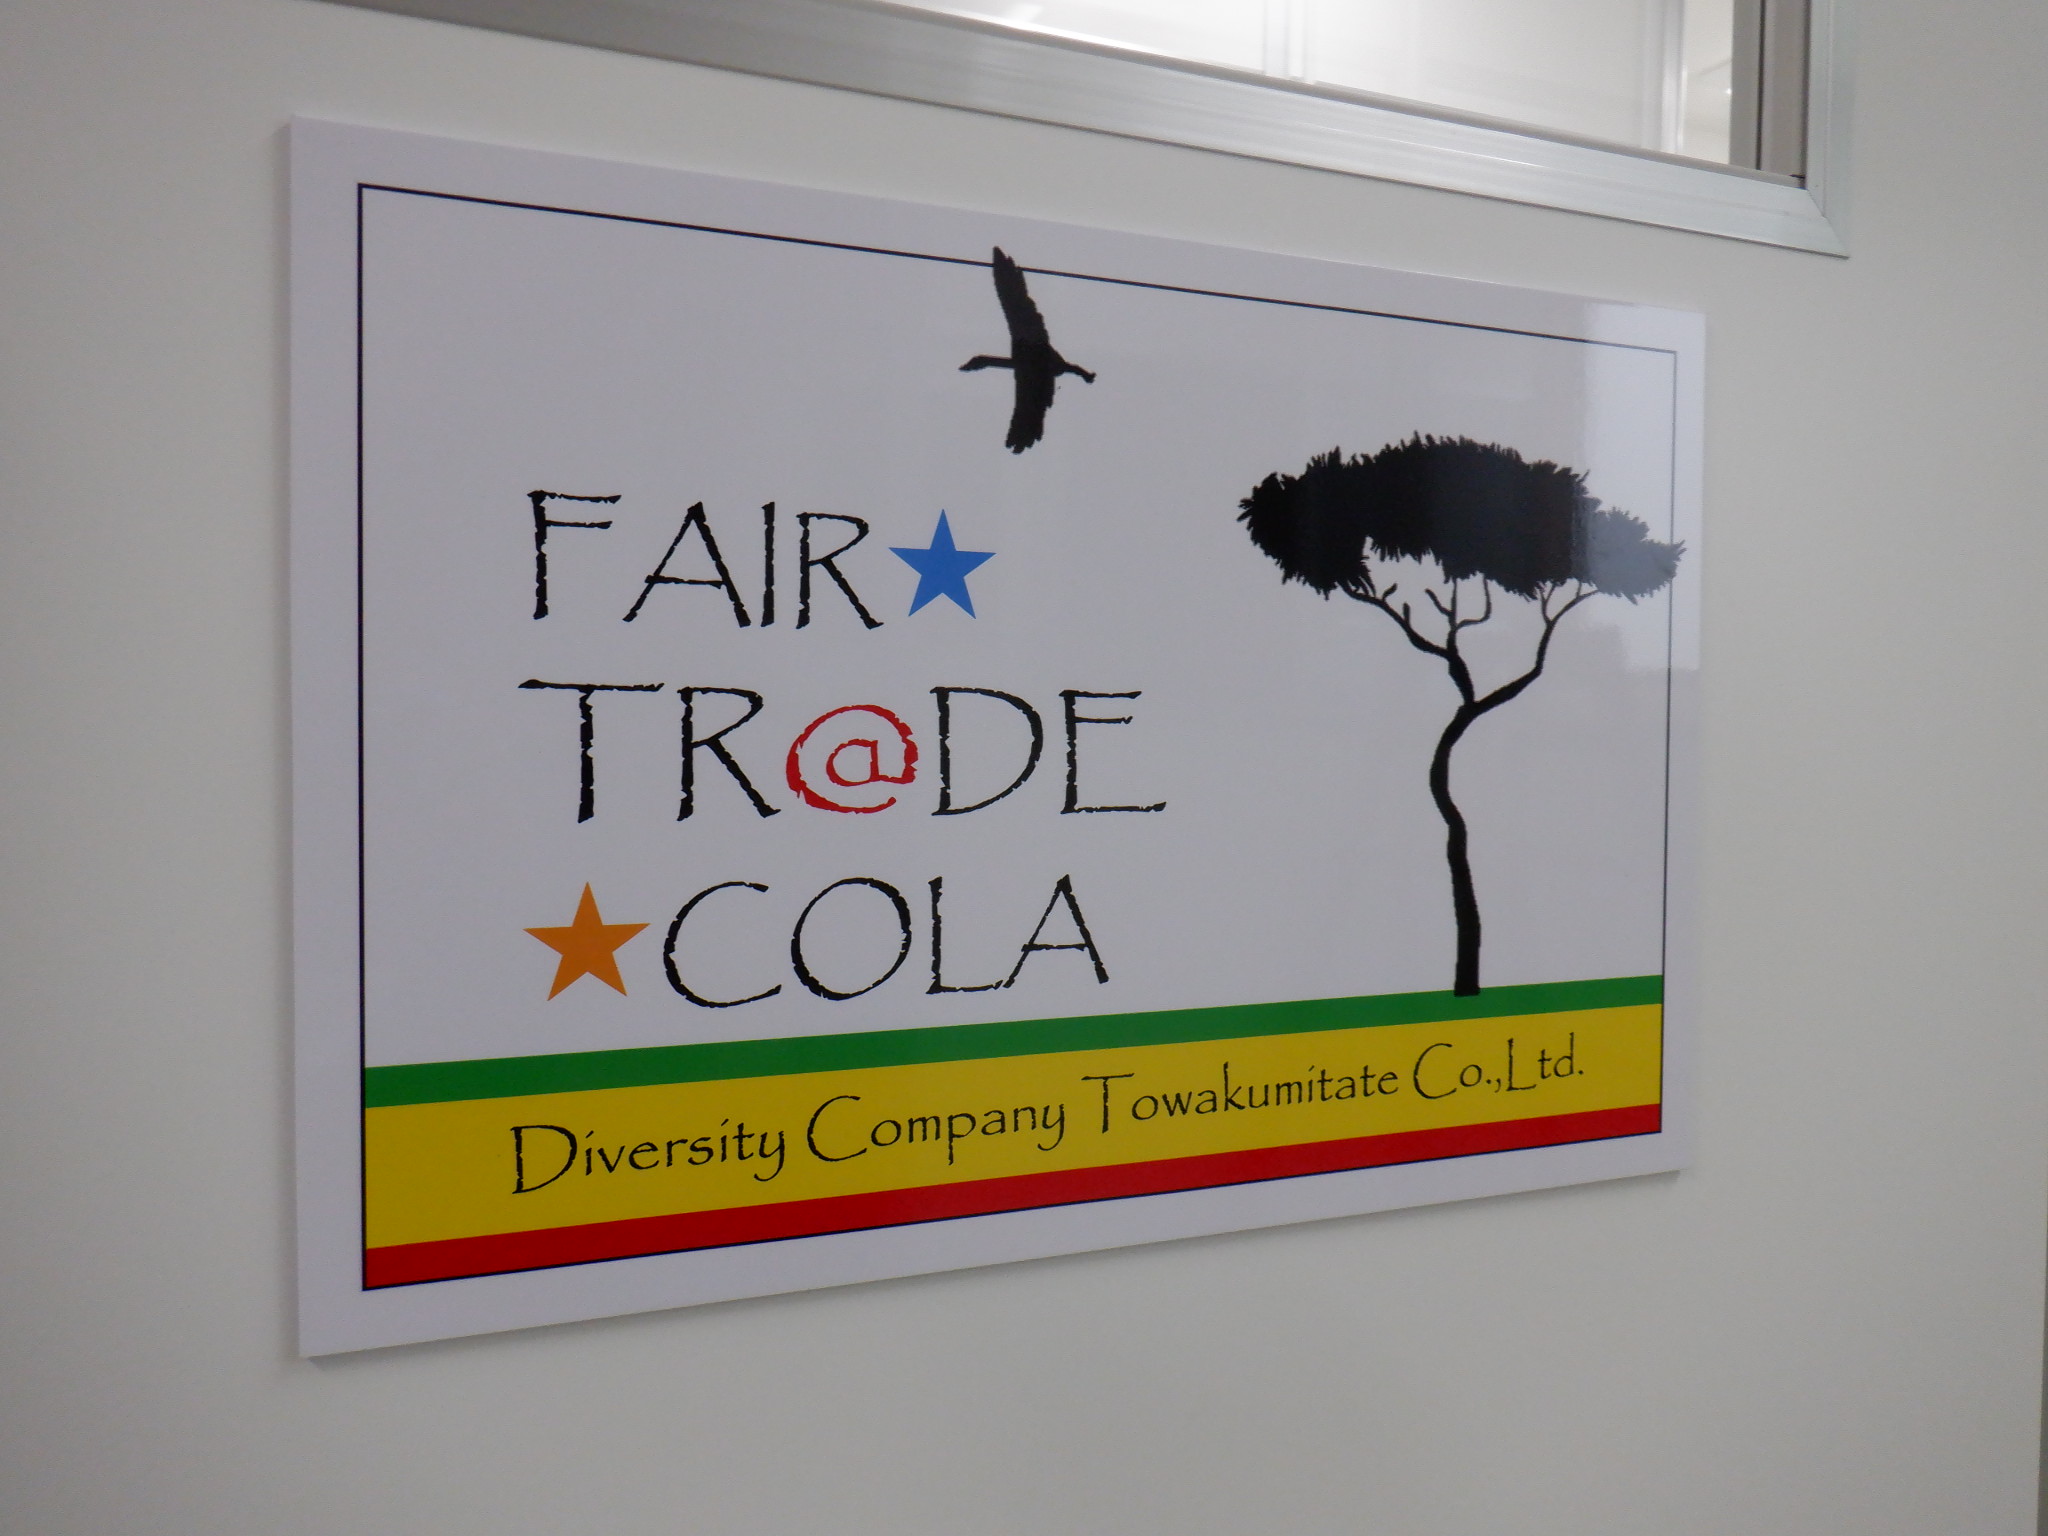 FAIR★
TR@DE
★COLA
Diversity Company Towakumitate Co.,Ltd.